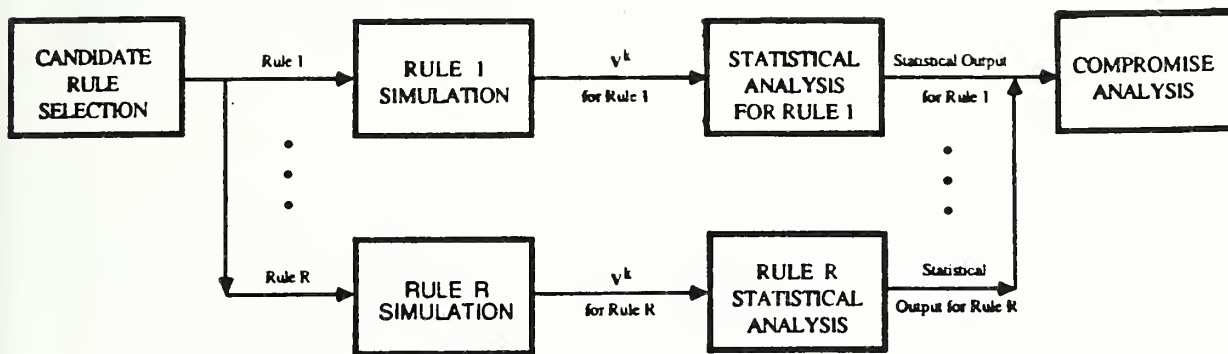 CANDIDATE
RULE
SELECTION
Rule 1
RULE 1
SIMULATION
V^k
for Rule 1
STATISTICAL
ANALYSIS
FOR RULE 1
Statistical Output
for Rule 1
COMPROMISE
ANALYSIS
Rule R
RULE R
SIMULATION
V^k
for Rule R
RULE R
STATISTICAL
ANALYSIS
Statistical
Output for Rule R